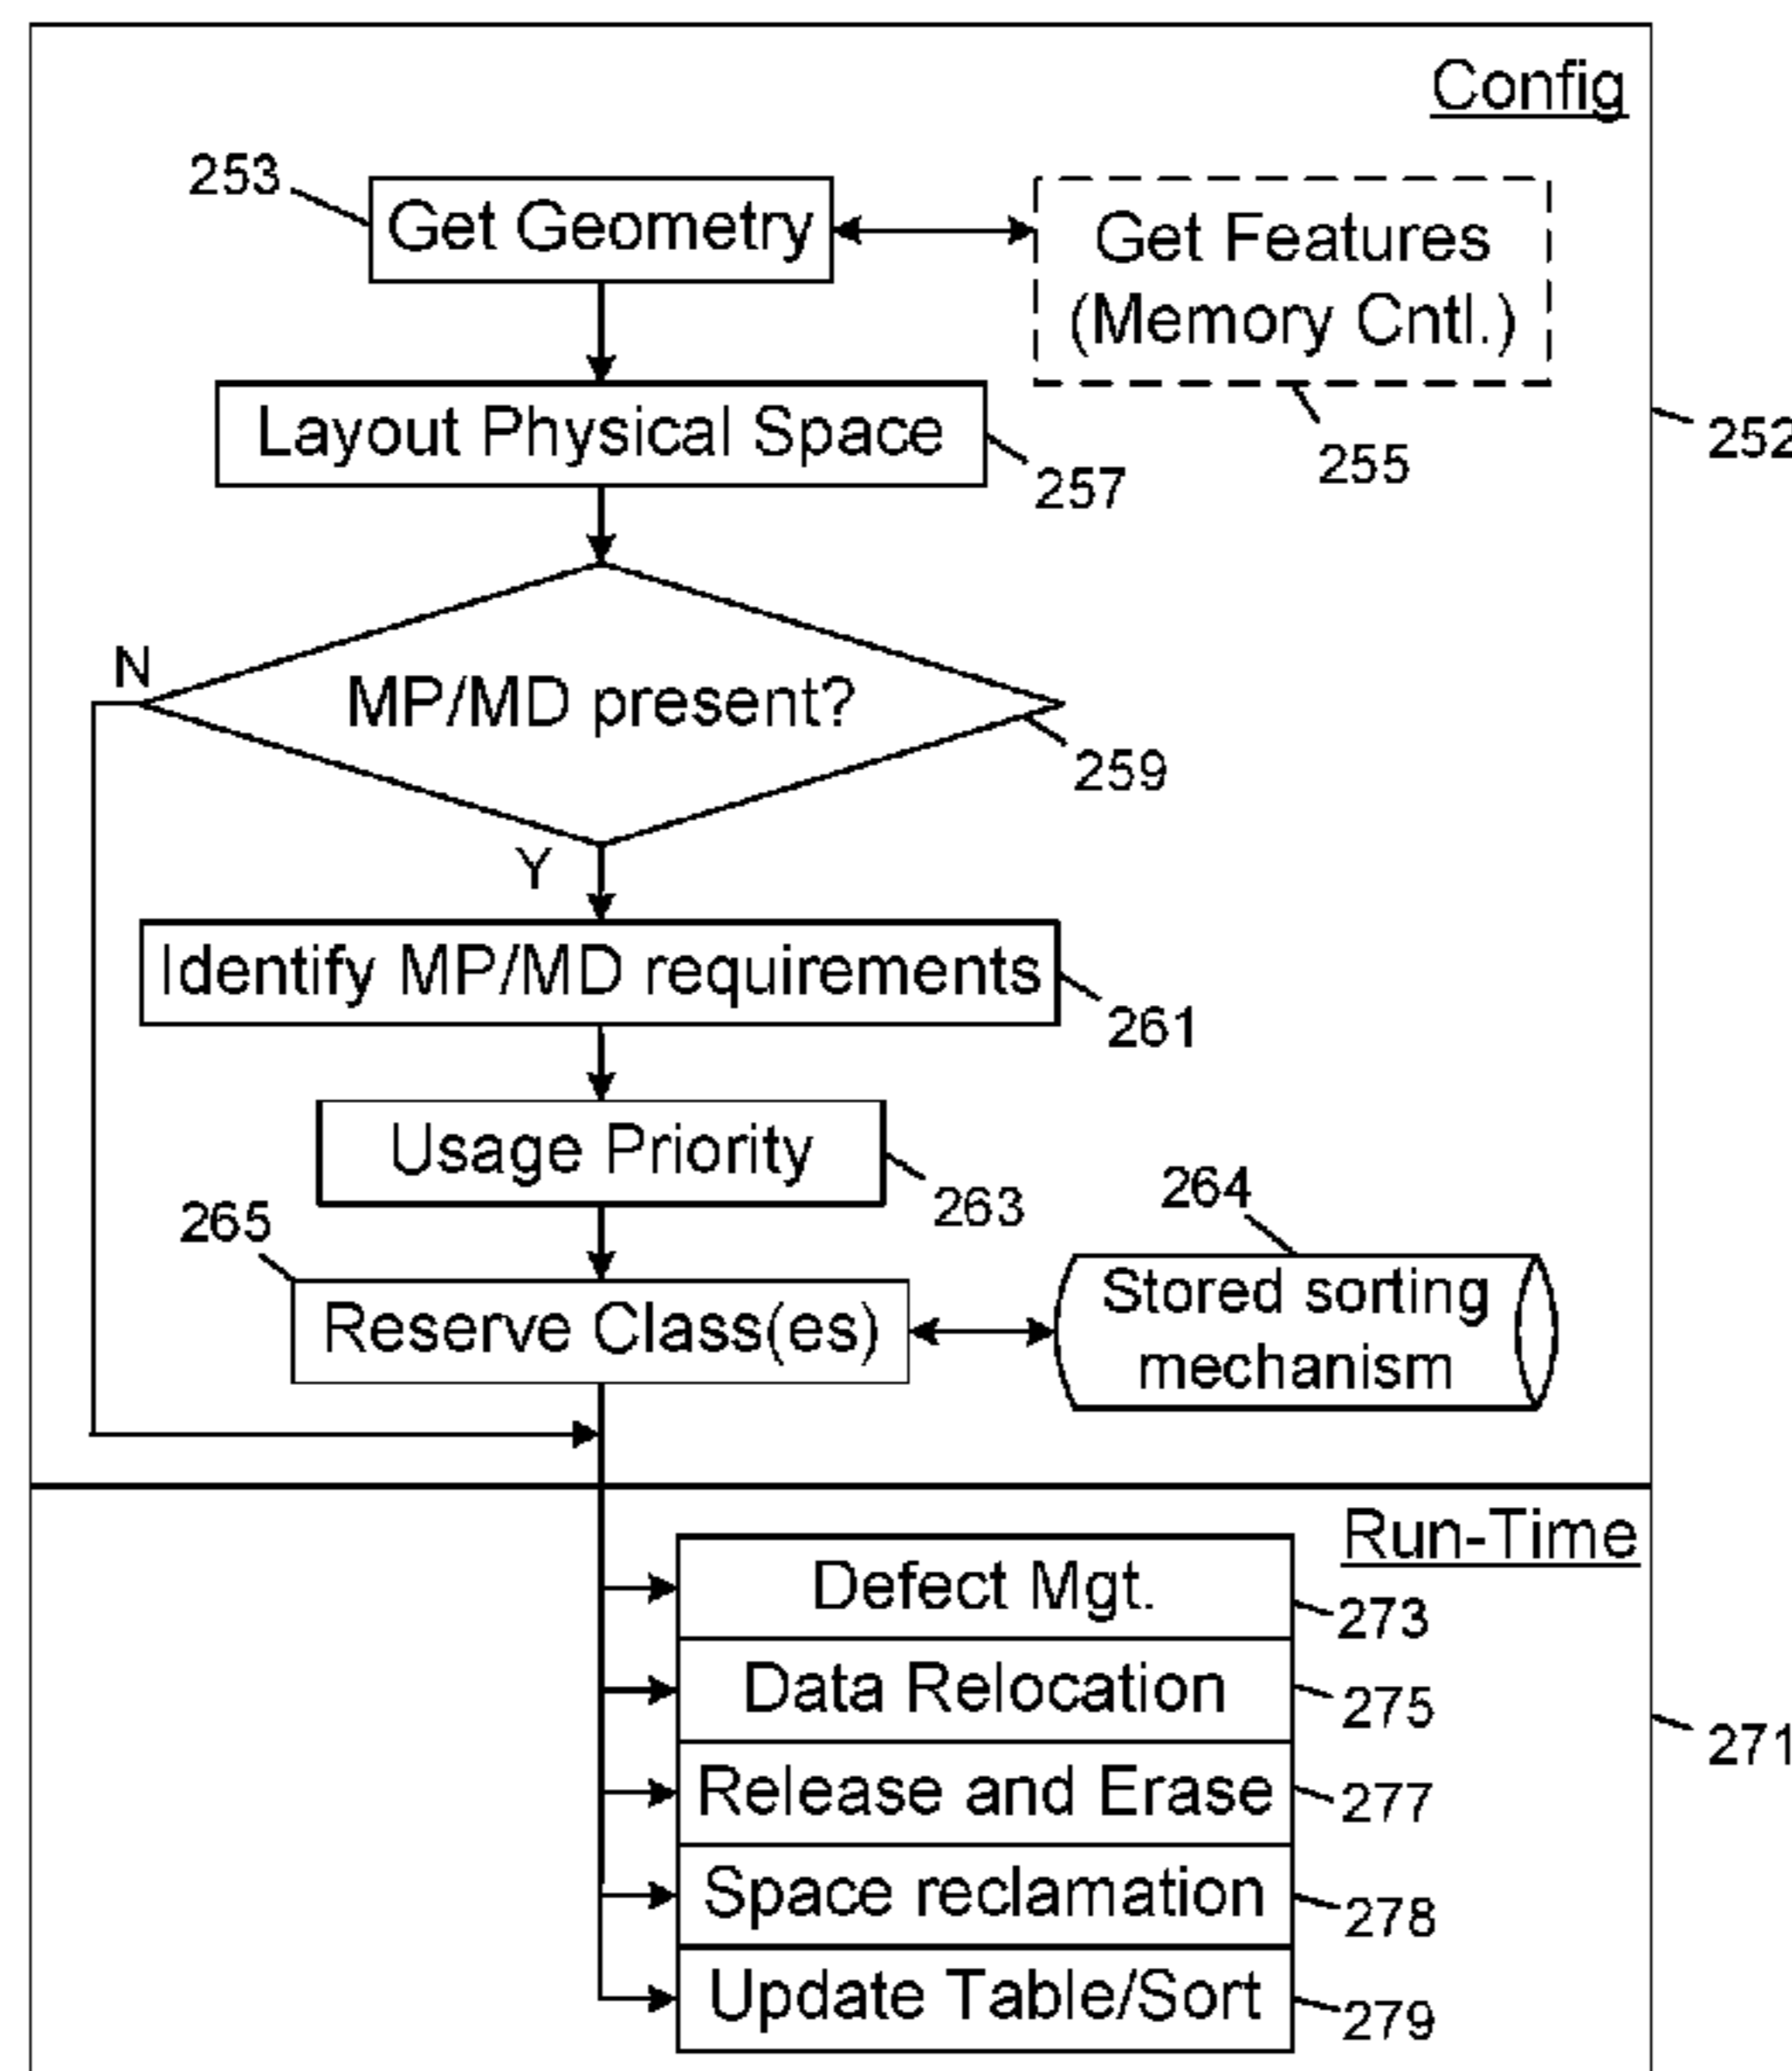 Config
253
Get Geometry
Get Features
(Memory Cntl.)
255
252
Layout Physical Space
257
N
MP/MD present?
259
Y
Identify MP/MD requirements
261
Usage Priority
263
264
265
Reserve Class(es)
Stored sorting
mechanism
Run-Time
Defect Mgt.
273
Data Relocation
275
271
Release and Erase
277
Space reclamation
278
Update Table/Sort
279